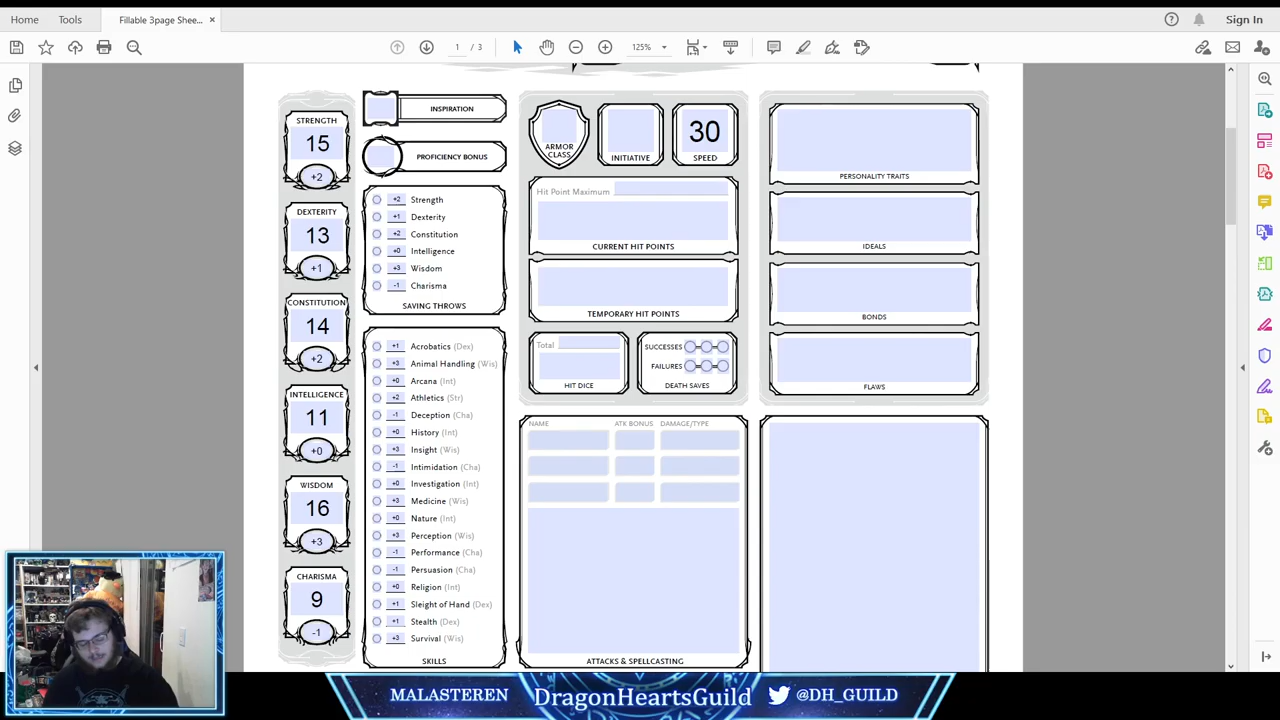 Home
Tools
Fillable 3page Shee... ×
Sign In
1 / 3
125%
STRENGTH
15
+2
DEXTERITY
13
+1
CONSTITUTION
14
+2
INTELLIGENCE
11
+0
WISDOM
16
+3
CHARISMA
9
-1
INSPIRATION
PROFICIENCY BONUS
+2 Strength
+1 Dexterity
+2 Constitution
+0 Intelligence
+3 Wisdom
-1 Charisma
SAVING THROWS
+1 Acrobatics (Dex)
+3 Animal Handling (Wis)
+0 Arcana (Int)
+2 Athletics (Str)
-1 Deception (Cha)
+0 History (Int)
+3 Insight (Wis)
-1 Intimidation (Cha)
+0 Investigation (Int)
+3 Medicine (Wis)
+0 Nature (Int)
+3 Perception (Wis)
-1 Performance (Cha)
-1 Persuasion (Cha)
+0 Religion (Int)
+1 Sleight of Hand (Dex)
+1 Stealth (Dex)
+3 Survival (Wis)
SKILLS
ARMOR
CLASS
INITIATIVE
30
SPEED
Hit Point Maximum
CURRENT HIT POINTS
TEMPORARY HIT POINTS
Total
HIT DICE
SUCCESSES
FAILURES
DEATH SAVES
NAME
ATK BONUS
DAMAGE/TYPE
ATTACKS & SPELLCASTING
PERSONALITY TRAITS
IDEALS
BONDS
FLAWS
MALASTEREN
DragonHeartsGuild
@DH_GUILD